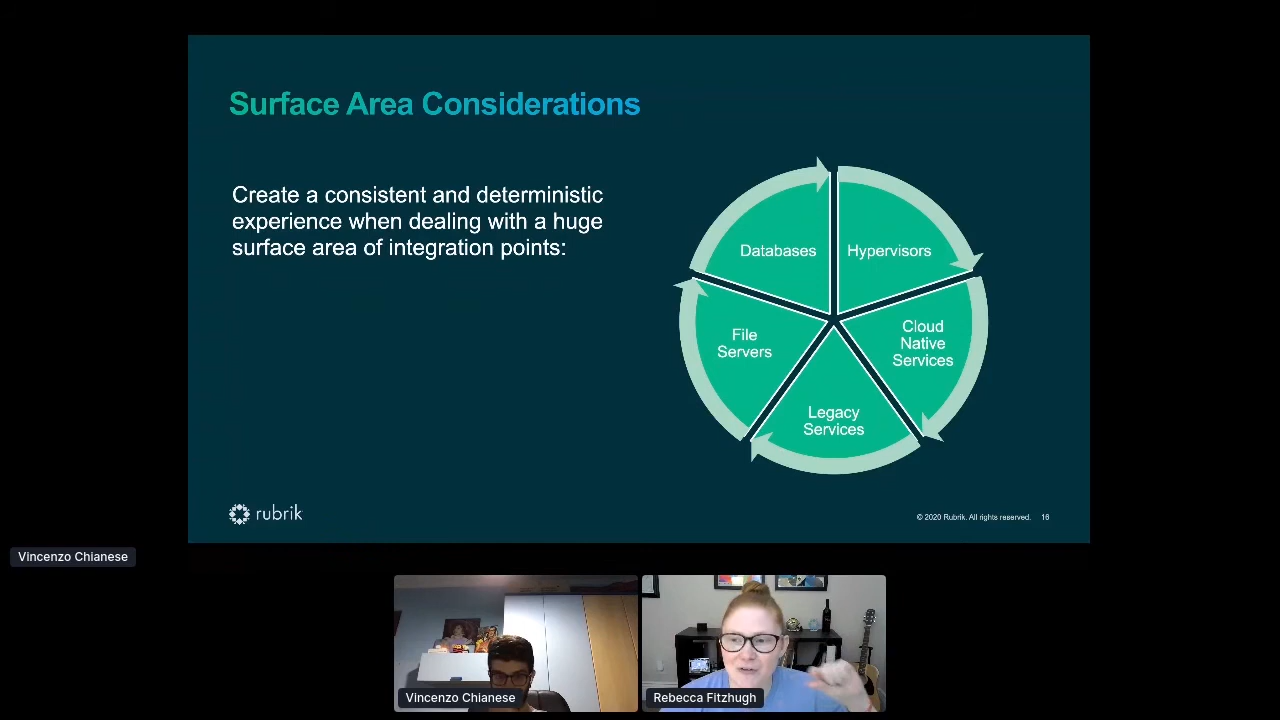 Surface Area Considerations
Create a consistent and deterministic
experience when dealing with a huge
surface area of integration points:
Databases
Hypervisors
File
Servers
Cloud
Native
Services
Legacy
Services
rubrik
© 2020 Rubrik. All rights reserved. 16
Vincenzo Chianese
Vincenzo Chianese
Rebecca Fitzhugh